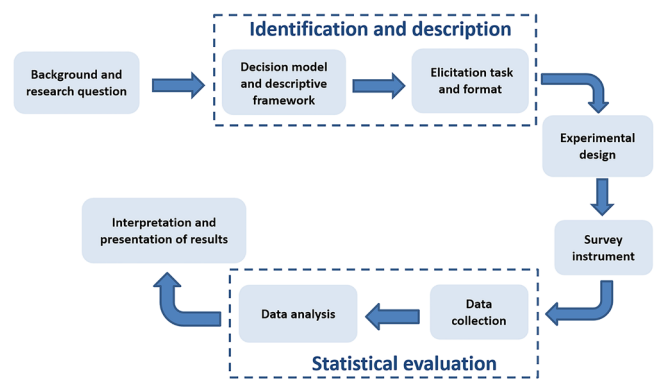 Identification and description
Background and
research question
Decision model
and descriptive
framework
Elicitation task
and format
Experimental
design
Survey
instrument
Data
collection
Data analysis
Statistical evaluation
Interpretation and
presentation of results